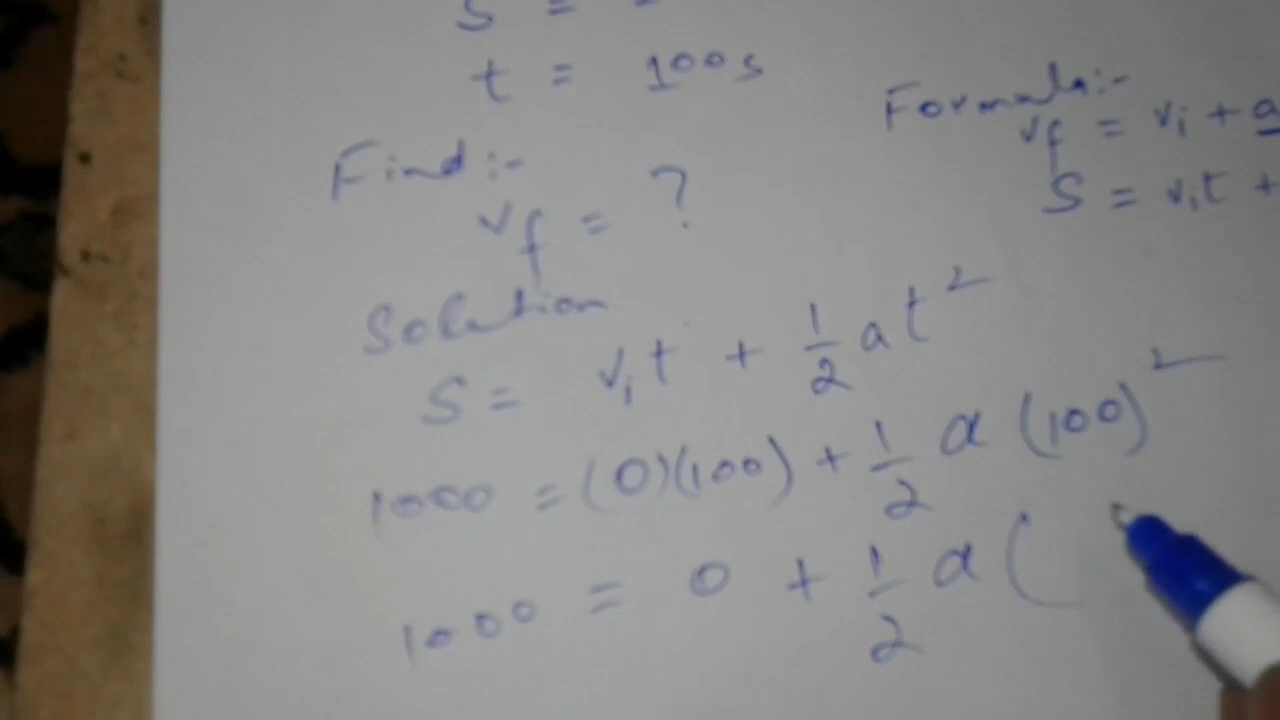 S =
t = 100s
Formula:-
vf = vi + a
S = vit +
Find:-
vf = ?
Solution
S = vit + 1/2 at²
1000 = (0)(100) + 1/2 a (100)²
1000 = 0 + 1/2 a (